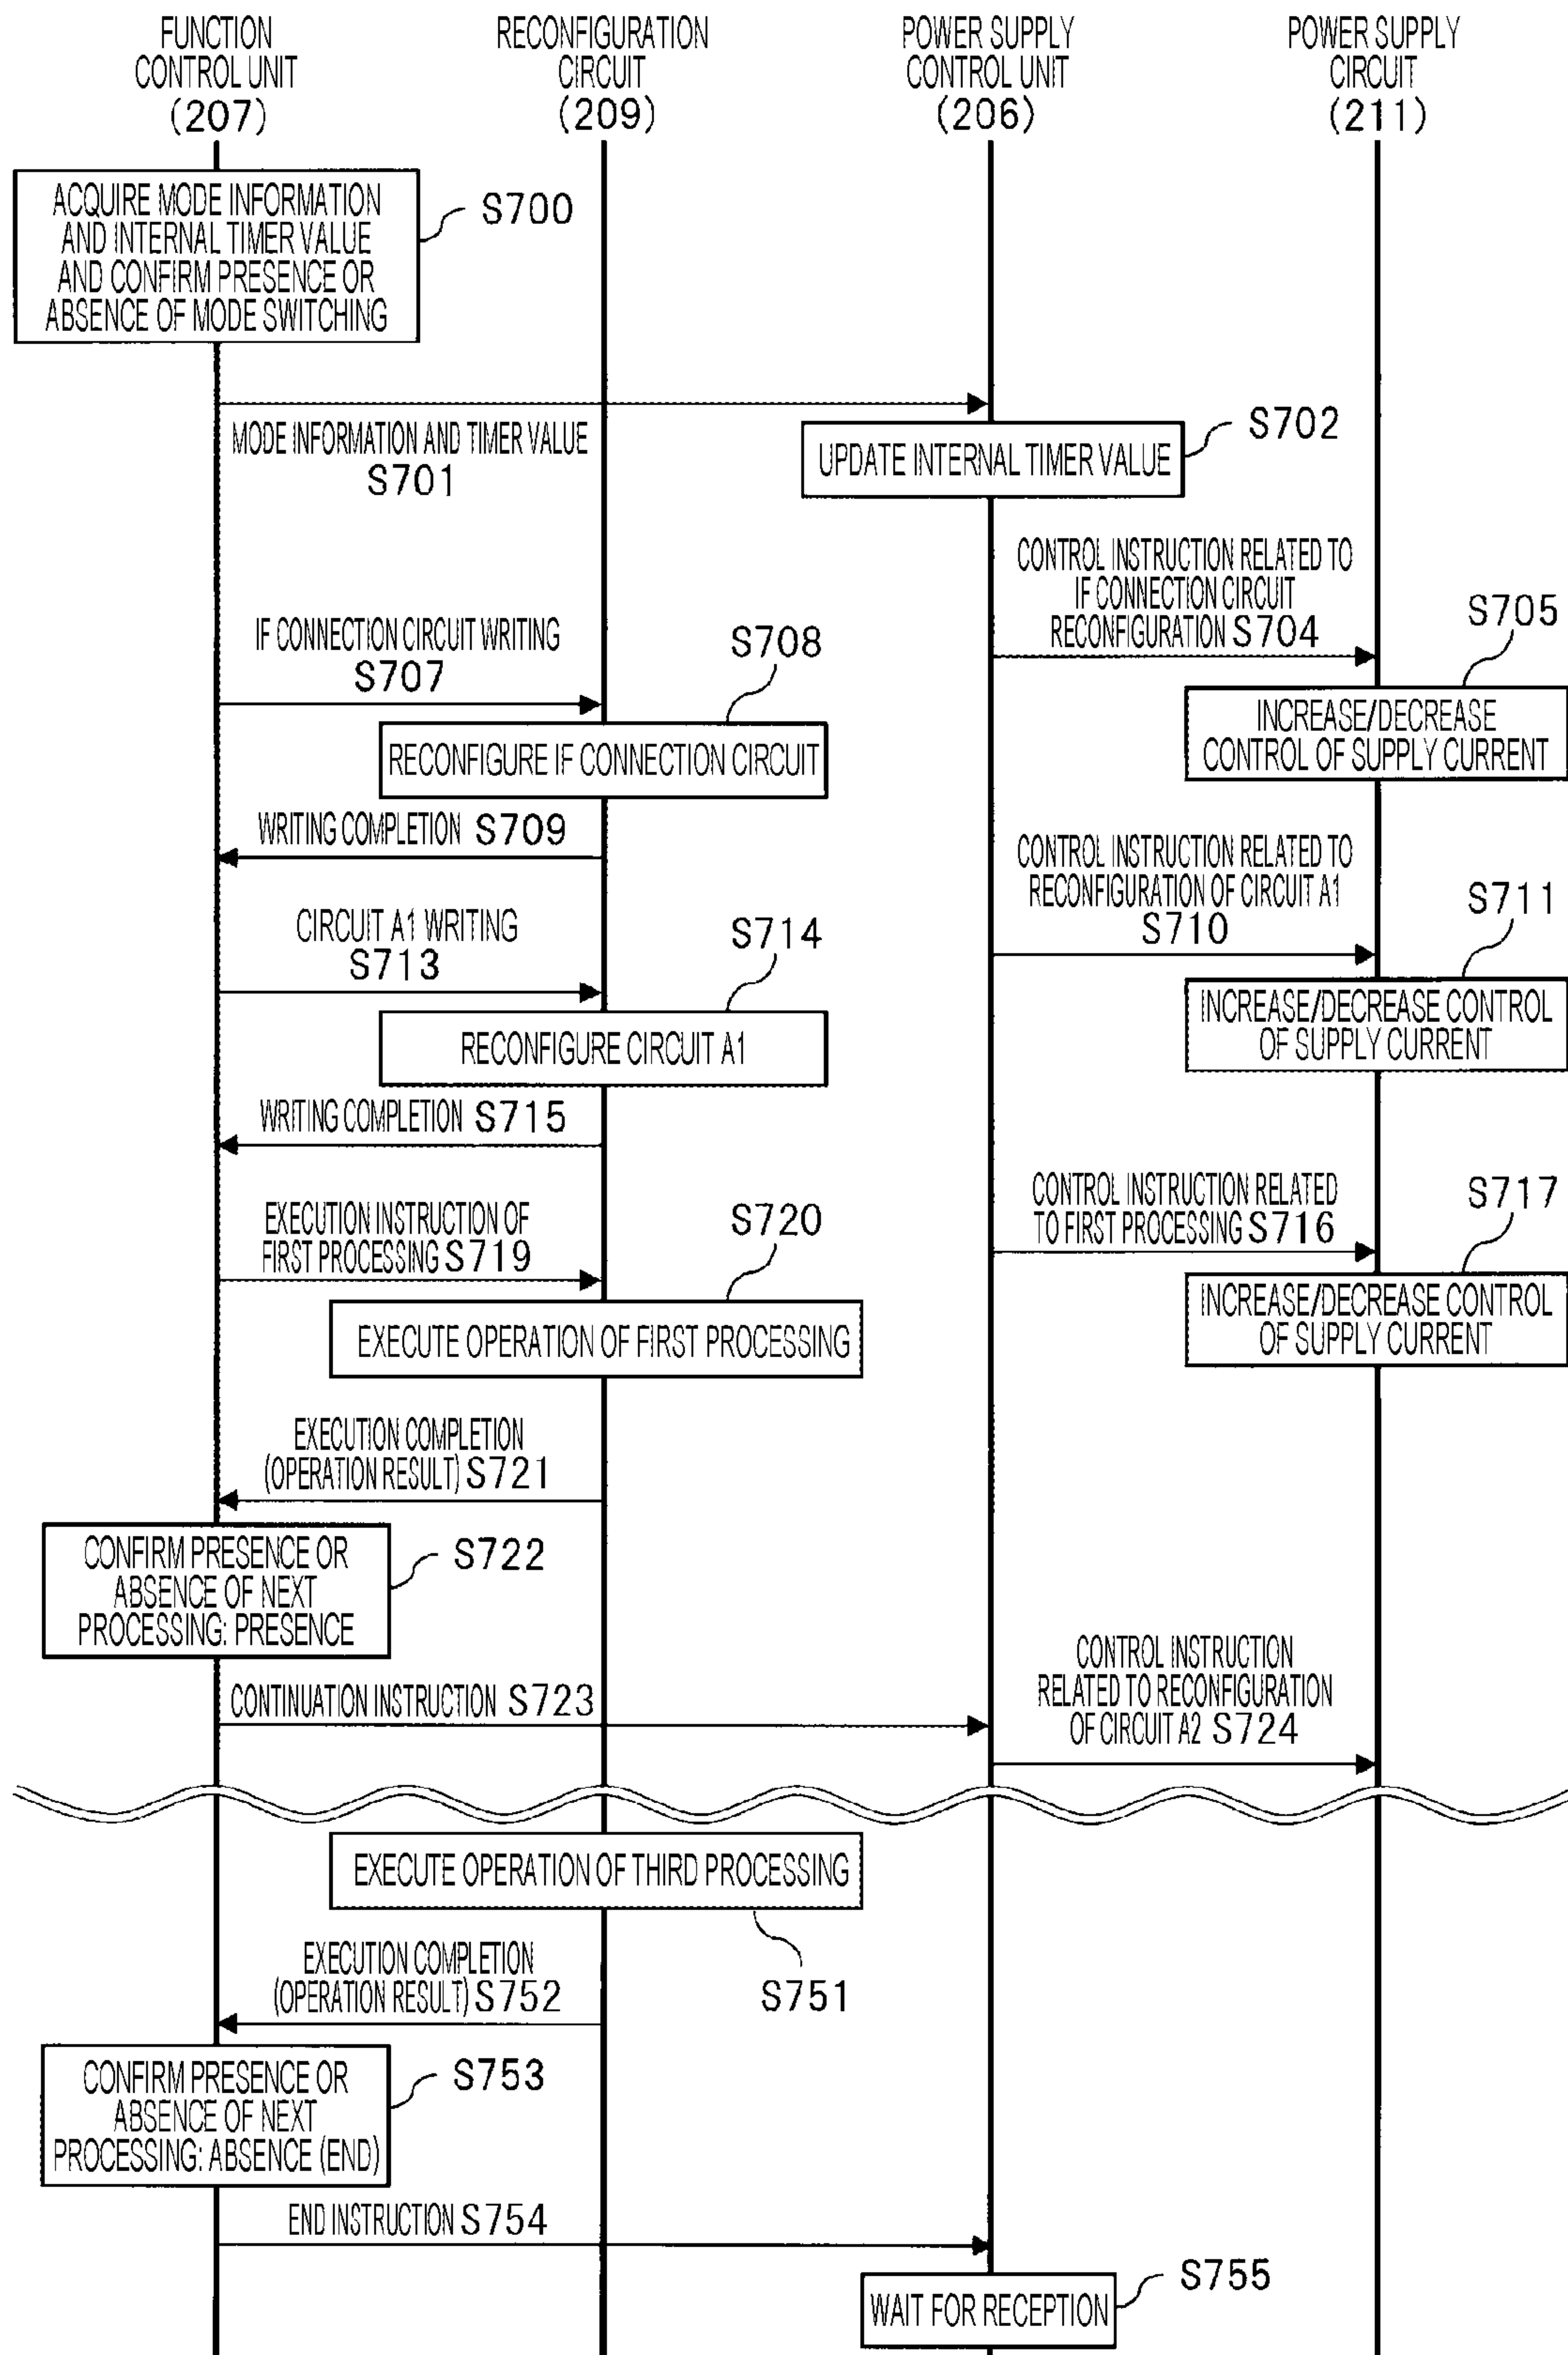 FUNCTION
CONTROL UNIT
(207)
RECONFIGURATION
CIRCUIT
(209)
POWER SUPPLY
CONTROL UNIT
(206)
POWER SUPPLY
CIRCUIT
(211)
ACQUIRE MODE INFORMATION
AND INTERNAL TIMER VALUE
AND CONFIRM PRESENCE OR
ABSENCE OF MODE SWITCHING
S700
MODE INFORMATION AND TIMER VALUE
S701
UPDATE INTERNAL TIMER VALUE
S702
CONTROL INSTRUCTION RELATED TO
IF CONNECTION CIRCUIT
RECONFIGURATION S704
S705
INCREASE/DECREASE
CONTROL OF SUPPLY CURRENT
IF CONNECTION CIRCUIT WRITING
S707
S708
RECONFIGURE IF CONNECTION CIRCUIT
WRITING COMPLETION S709
CONTROL INSTRUCTION RELATED TO
RECONFIGURATION OF CIRCUIT A1
S710
S711
INCREASE/DECREASE CONTROL
OF SUPPLY CURRENT
CIRCUIT A1 WRITING
S713
S714
RECONFIGURE CIRCUIT A1
WRITING COMPLETION S715
CONTROL INSTRUCTION RELATED
TO FIRST PROCESSING S716
S717
INCREASE/DECREASE CONTROL
OF SUPPLY CURRENT
EXECUTION INSTRUCTION OF
FIRST PROCESSING S719
S720
EXECUTE OPERATION OF FIRST PROCESSING
EXECUTION COMPLETION
(OPERATION RESULT) S721
CONFIRM PRESENCE OR
ABSENCE OF NEXT
PROCESSING: PRESENCE
S722
CONTINUATION INSTRUCTION S723
CONTROL INSTRUCTION
RELATED TO RECONFIGURATION
OF CIRCUIT A2 S724
EXECUTE OPERATION OF THIRD PROCESSING
S751
EXECUTION COMPLETION
(OPERATION RESULT) S752
CONFIRM PRESENCE OR
ABSENCE OF NEXT
PROCESSING: ABSENCE (END)
S753
END INSTRUCTION S754
S755
WAIT FOR RECEPTION